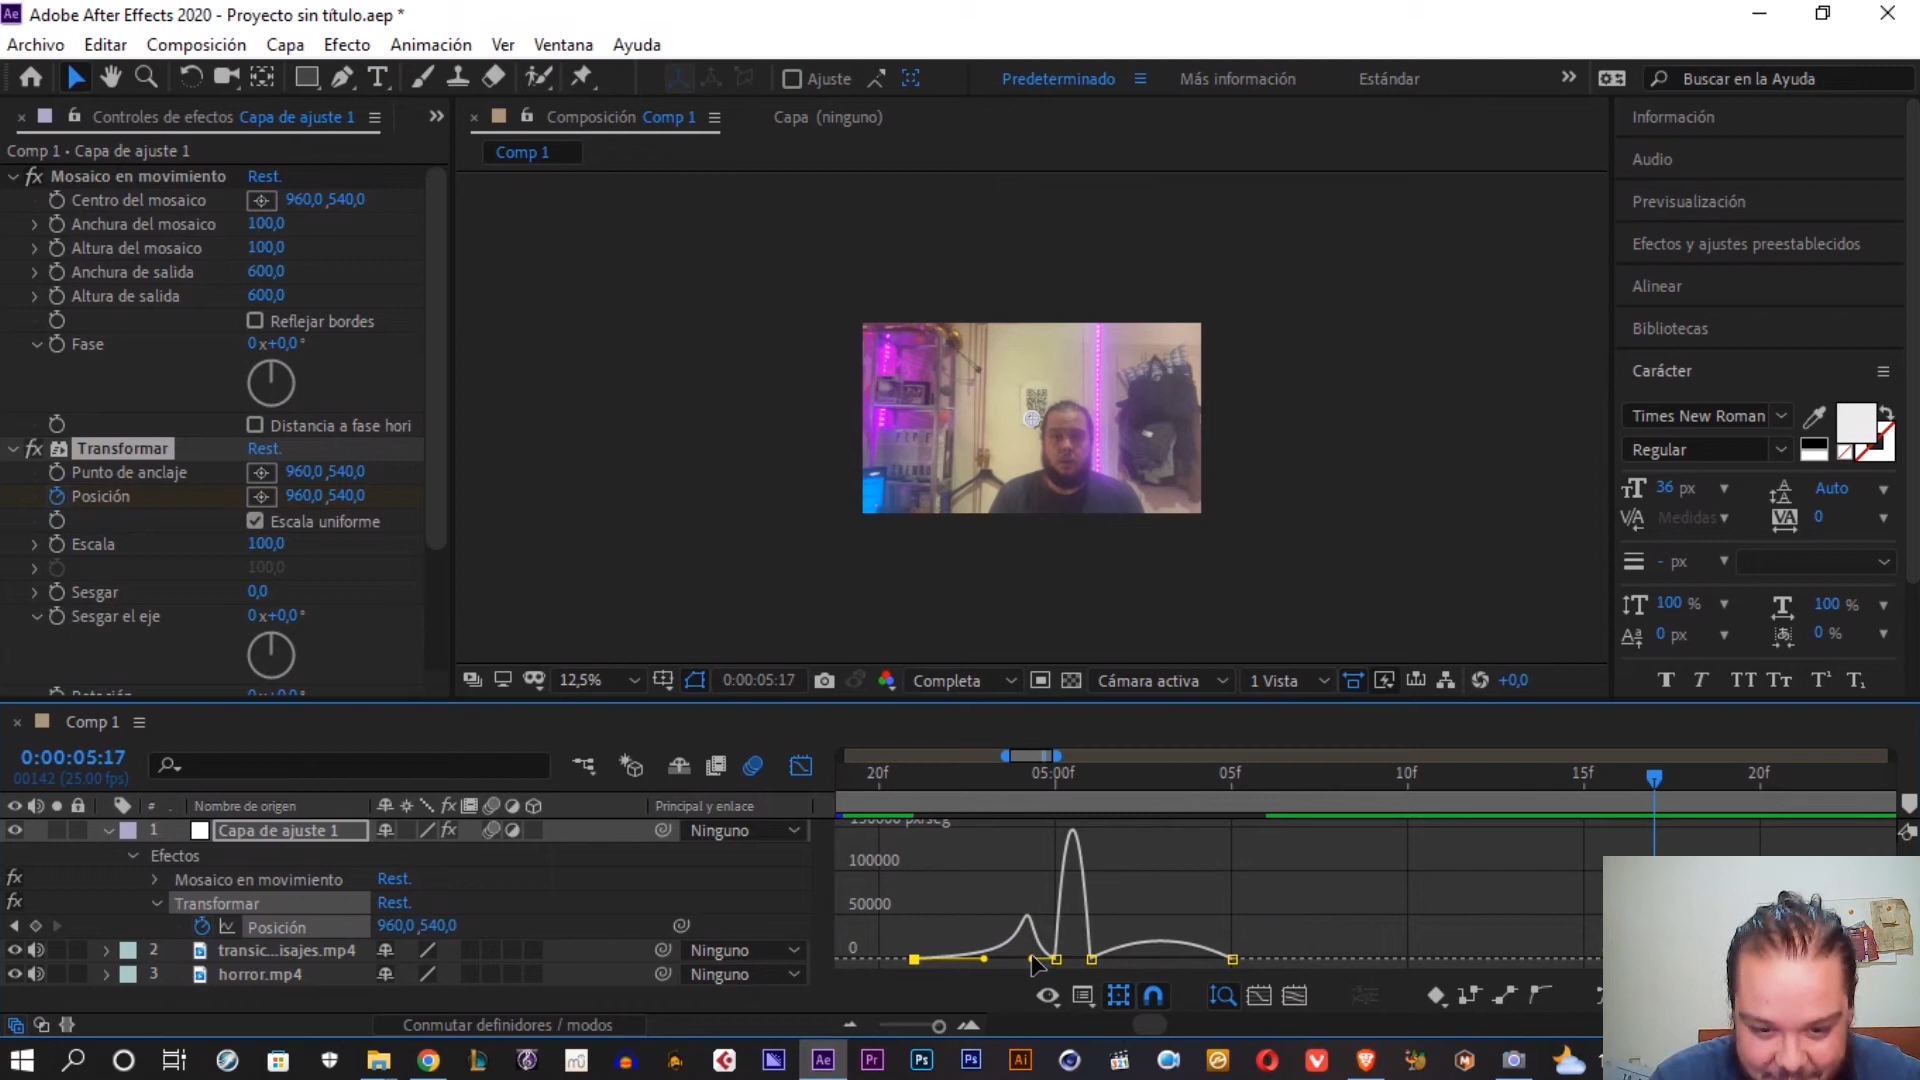 Adobe After Effects 2020 - Proyecto sin título.aep *
Archivo Editar Composición Capa Efecto Animación Ver Ventana Ayuda
Ajuste Predeterminado Más información Estándar Buscar en la Ayuda
Controles de efectos Capa de ajuste 1
Comp 1 • Capa de ajuste 1
Mosaico en movimiento Rest.
Centro del mosaico 960,0 ,540,0
Anchura del mosaico 100,0
Altura del mosaico 100,0
Anchura de salida 600,0
Altura de salida 600,0
Reflejar bordes
Fase 0 x+0,0 °
Distancia a fase hori
Transformar Rest.
Punto de anclaje 960,0 ,540,0
Posición 960,0 ,540,0
Escala uniforme
Escala 100,0
100,0
Sesgar 0,0
Sesgar el eje 0 x+0,0 °
Composición Comp 1 Capa (ninguno)
Comp 1
12,5% 0:00:05:17 Completa Cámara activa 1 Vista +0,0
Información
Audio
Previsualización
Efectos y ajustes preestablecidos
Alinear
Bibliotecas
Carácter
Times New Roman
Regular
36 px Auto
Medidas 0
- px
100 % 100 %
0 px 0 %
Comp 1
0:00:05:17
00142 (25.00 fps)
20f 05:00f 05f 10f 15f 20f
# Nombre de origen Principal y enlace
1 Capa de ajuste 1 Ninguno
Efectos
Mosaico en movimiento Rest.
Transformar Rest.
Posición 960,0 ,540,0
2 transic...isajes.mp4 Ninguno
3 horror.mp4 Ninguno
100000
50000
0
Conmutar definidores / modos